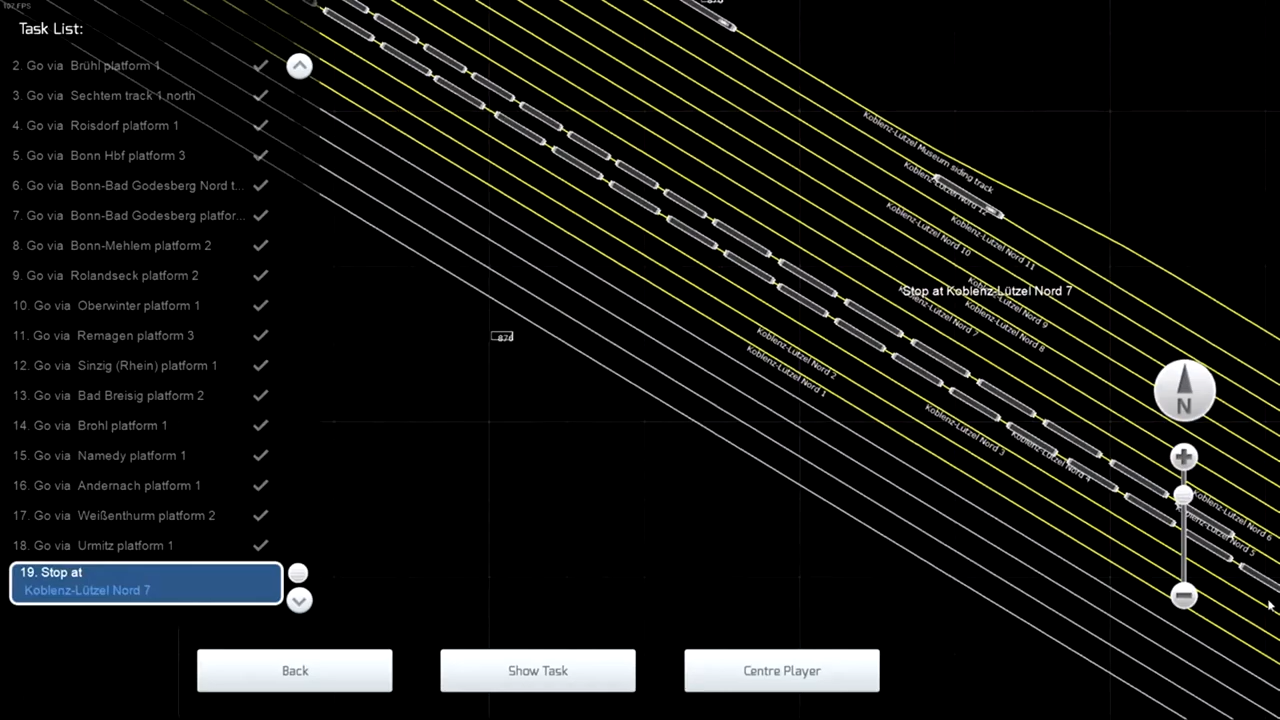 107 FPS
Task List:
2. Go via Brühl platform 1
3. Go via Sechtem track 1 north
4. Go via Roisdorf platform 1
5. Go via Bonn Hbf platform 3
6. Go via Bonn-Bad Godesberg Nord t...
7. Go via Bonn-Bad Godesberg platfor...
8. Go via Bonn-Mehlem platform 2
9. Go via Rolandseck platform 2
10. Go via Oberwinter platform 1
11. Go via Remagen platform 3
12. Go via Sinzig (Rhein) platform 1
13. Go via Bad Breisig platform 2
14. Go via Brohl platform 1
15. Go via Namedy platform 1
16. Go via Andernach platform 1
17. Go via Weißenthurm platform 2
18. Go via Urmitz platform 1
19. Stop at
Koblenz-Lützel Nord 7
Koblenz-Lützel Museum siding track
Koblenz-Lützel Nord 12
Koblenz-Lützel Nord 10
Koblenz-Lützel Nord 11
Stop at Koblenz-Lützel Nord 7
Koblenz-Lützel Nord 9
Koblenz-Lützel Nord 7
Koblenz-Lützel Nord 8
Koblenz-Lützel Nord 2
Koblenz-Lützel Nord 1
Koblenz-Lützel Nord 3
Koblenz-Lützel Nord 4
Koblenz-Lützel Nord 6
Koblenz-Lützel Nord 5
N
Back
Show Task
Centre Player